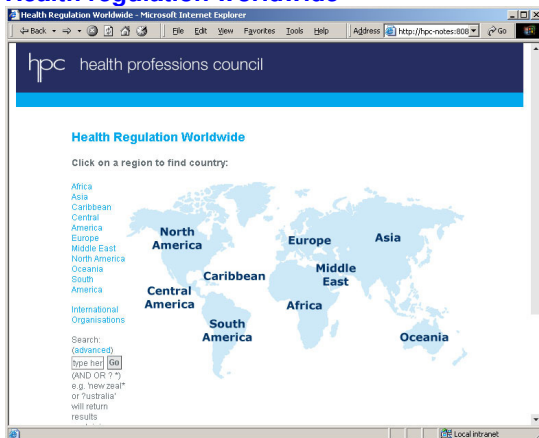 Health regulation worldwide
Health Regulation Worldwide - Microsoft Internet Explorer
Back File Edit View Favorites Tools Help Address http://hpc-notes:808 Go
hpc health professions council
Health Regulation Worldwide
Click on a region to find country:
Africa
Asia
Caribbean
Central
America
Europe
Middle East
North America
Oceania
South
America
International
Organisations
Search:
(advanced)
type her Go
(AND OR ? *)
e.g. 'new zeal*'
or '?ustralia'
will return
results
North
America
Europe
Asia
Caribbean
Middle
East
Central
America
Africa
South
America
Oceania
Local intranet